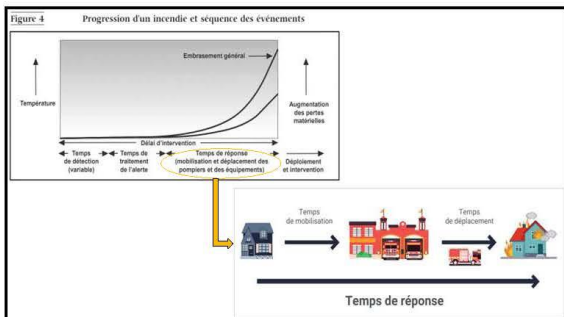 Figure 4 Progression d'un incendie et séquence des événements
Embrasement général
Température
Augmentation
des pertes
matérielles
Délai d'intervention
Temps
de détection
(variable)
Temps de
traitement
de l'alerte
Temps de réponse
(mobilisation et déplacement des
pompiers et des équipements)
Déploiement
et intervention
Temps
de mobilisation
Temps
de déplacement
Temps de réponse